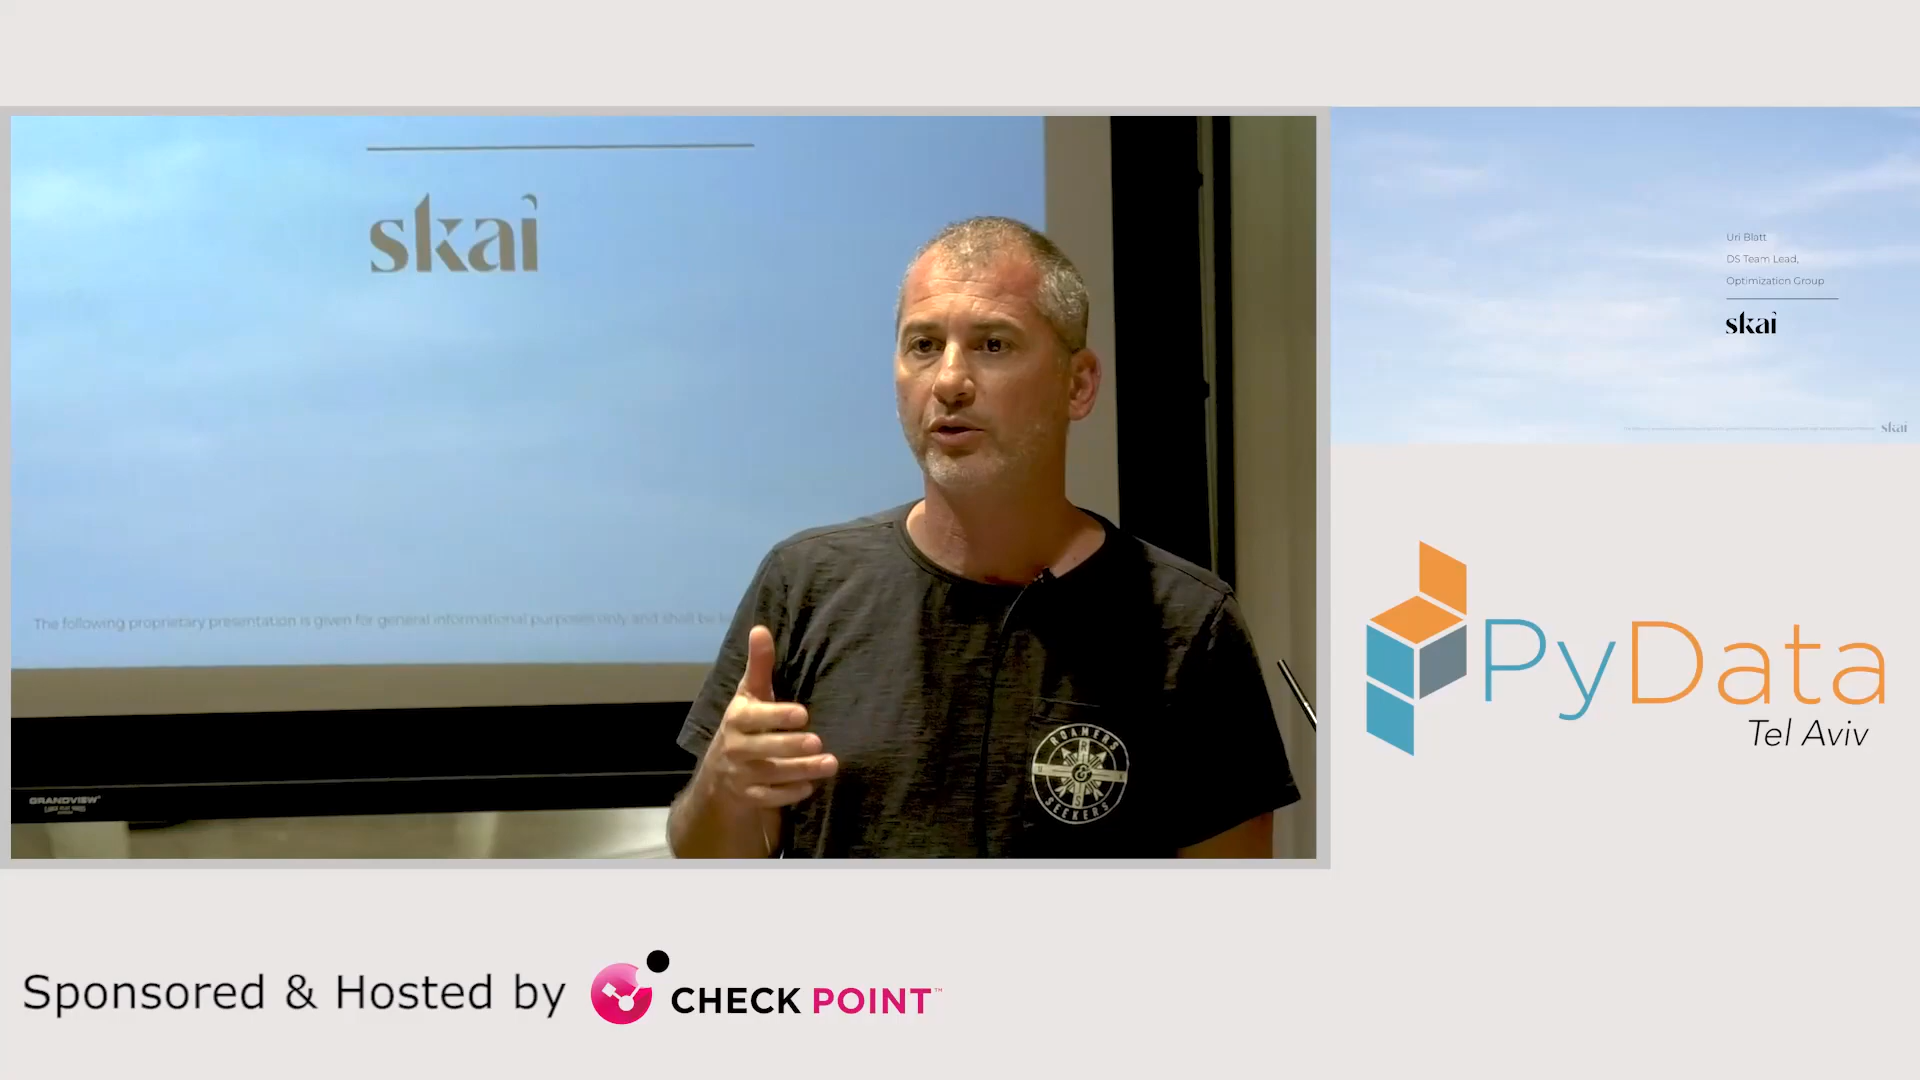 skai
The following proprietary presentation is given for general informational purposes only and shall be
GRANDVIEW
ROAMERS
R
&
S
SEEKERS
Uri Blatt
DS Team Lead,
Optimization Group
skai
skai
PyData
Tel Aviv
Sponsored & Hosted by
CHECK POINT™